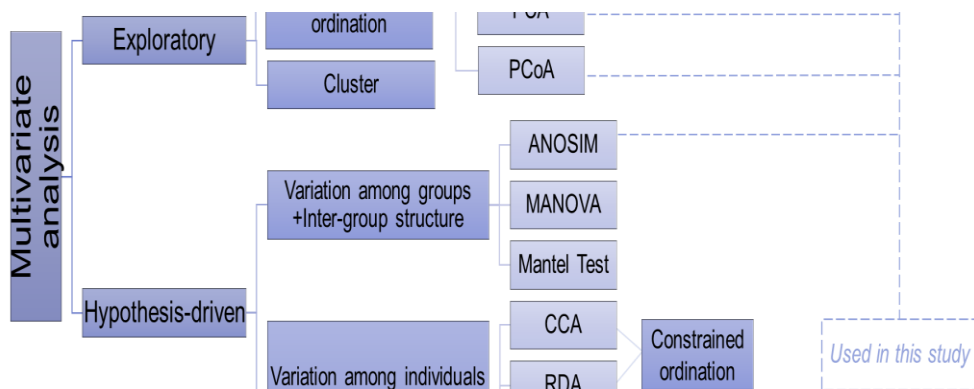 Multivariate
analysis
Exploratory
ordination
Cluster
PCA
PCoA
Hypothesis-driven
Variation among groups
+Inter-group structure
ANOSIM
MANOVA
Mantel Test
Variation among individuals
CCA
RDA
Constrained
ordination
Used in this study